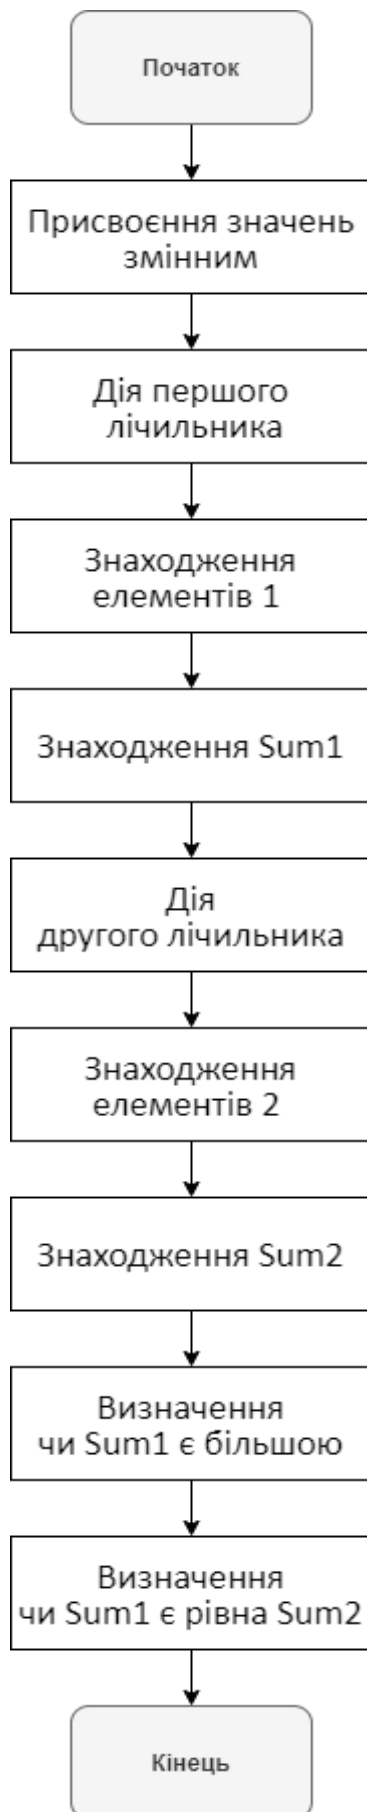 Початок
Присвоєння значень
змінним
Дія першого
лічильника
Знаходження
елементів 1
Знаходження Sum1
Дія
другого лічильника
Знаходження
елементів 2
Знаходження Sum2
Визначення
чи Sum1 є більшою
Визначення
чи Sum1 є рівна Sum2
Кінець